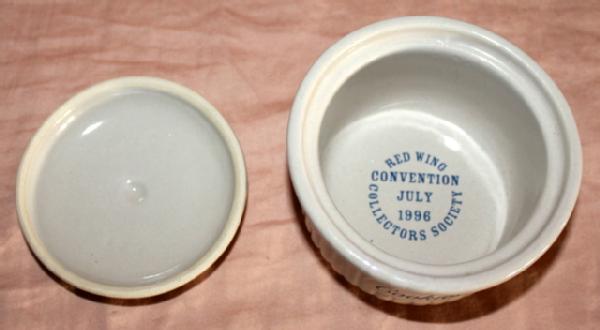 RED WING
CONVENTION
JULY
1996
COLLECTORS SOCIETY